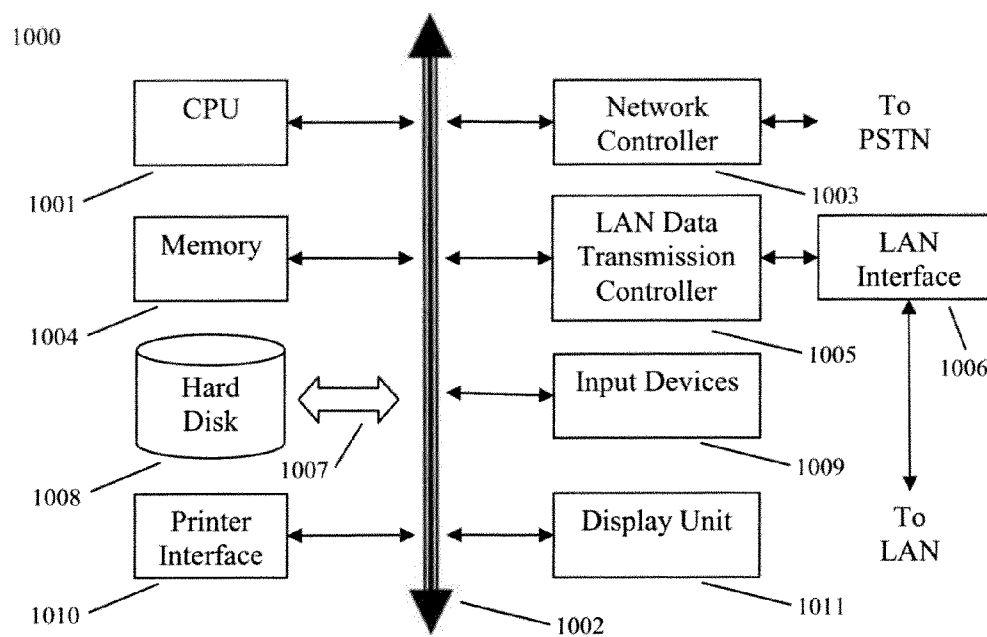 1000
CPU
1001
Network
Controller
1003
To
PSTN
Memory
1004
LAN Data
Transmission
Controller
1005
LAN
Interface
1006
Hard
Disk
1008
1007
Input Devices
1009
Printer
Interface
1010
Display Unit
1011
To
LAN
1002